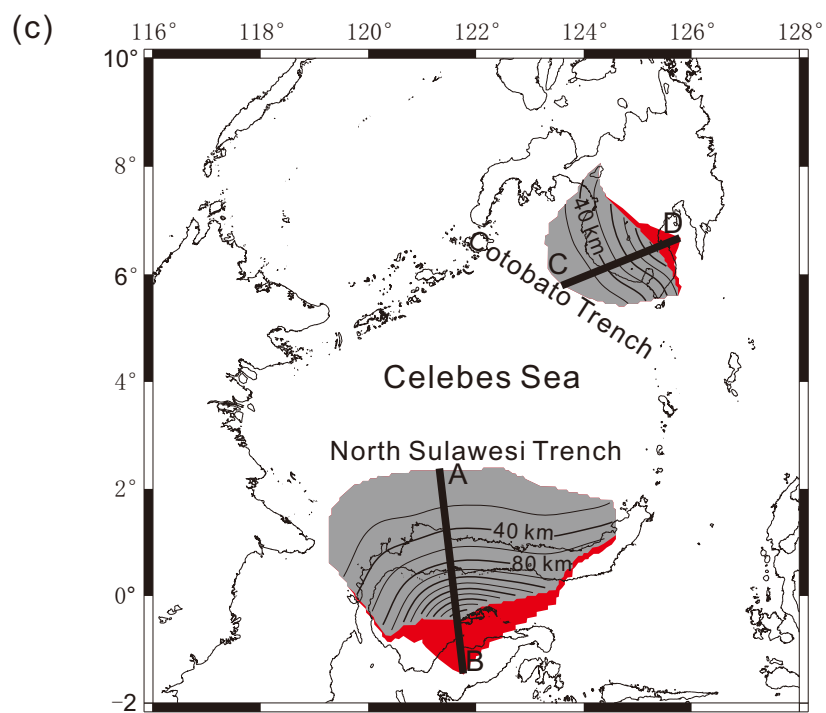 (c)
116° 118° 120° 122° 124° 126° 128°
10°
8°
40 km
D
6°
C
Cotobato Trench
4°
Celebes Sea
North Sulawesi Trench
A
2°
40 km
80 km
0°
B
−2